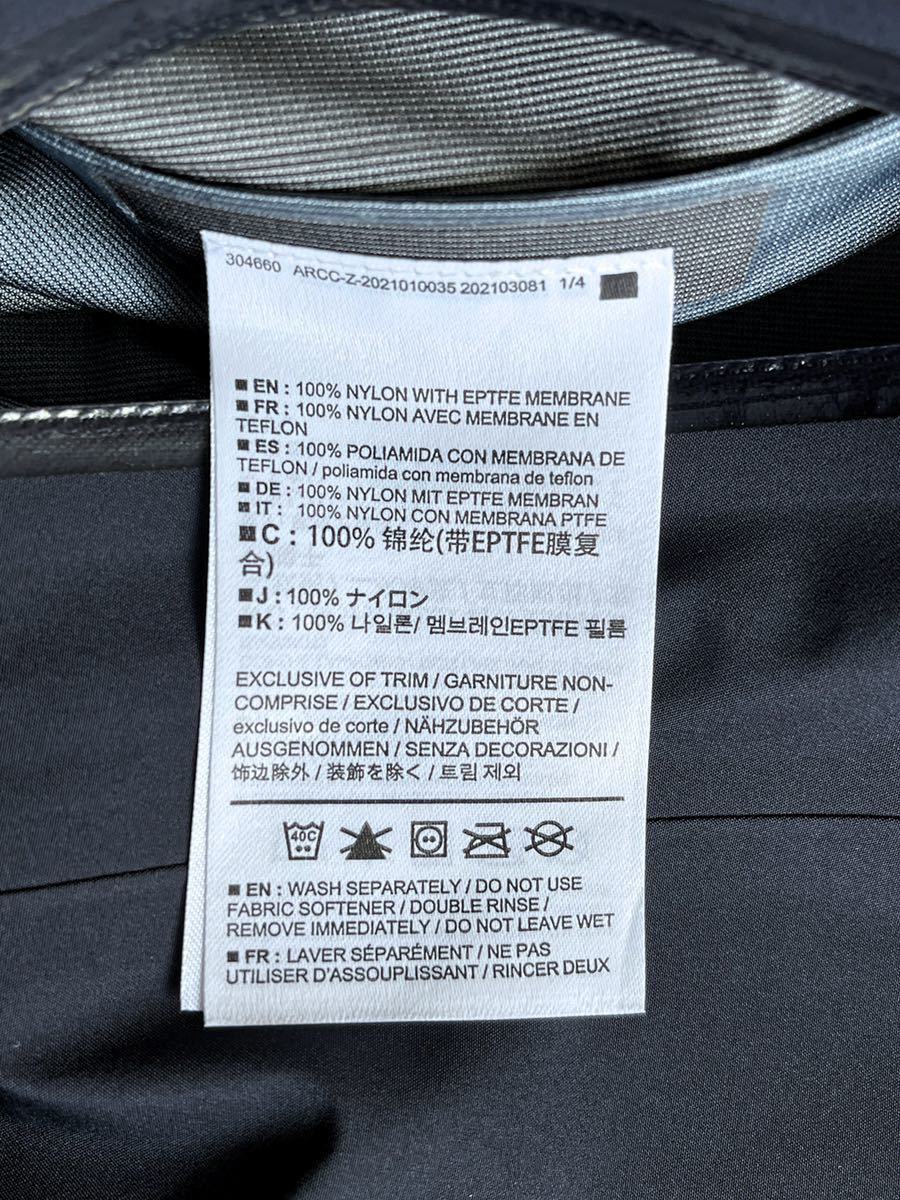 304660 ARCC-Z-2021010035 202103081 1/4
EN : 100% NYLON WITH EPTFE MEMBRANE
FR : 100% NYLON AVEC MEMBRANE EN
TEFLON
ES : 100% POLIAMIDA CON MEMBRANA DE
TEFLON / poliamida con membrana de teflon
DE : 100% NYLON MIT EPTFE MEMBRAN
IT : 100% NYLON CON MEMBRANA PTFE
C : 100% 锦纶(带EPTFE膜复
合)
J : 100% ナイロン
K : 100% 나일론/ 멤브레인EPTFE 필름
EXCLUSIVE OF TRIM / GARNITURE NON-
COMPRISE / EXCLUSIVO DE CORTE /
exclusivo de corte / NÄHZUBEHÖR
AUSGENOMMEN / SENZA DECORAZIONI /
饰边除外 / 装飾を除く / 트림 제외
40C
EN : WASH SEPARATELY / DO NOT USE
FABRIC SOFTENER / DOUBLE RINSE /
REMOVE IMMEDIATELY / DO NOT LEAVE WET
FR : LAVER SÉPARÉMENT / NE PAS
UTILISER D'ASSOUPLISSANT / RINCER DEUX